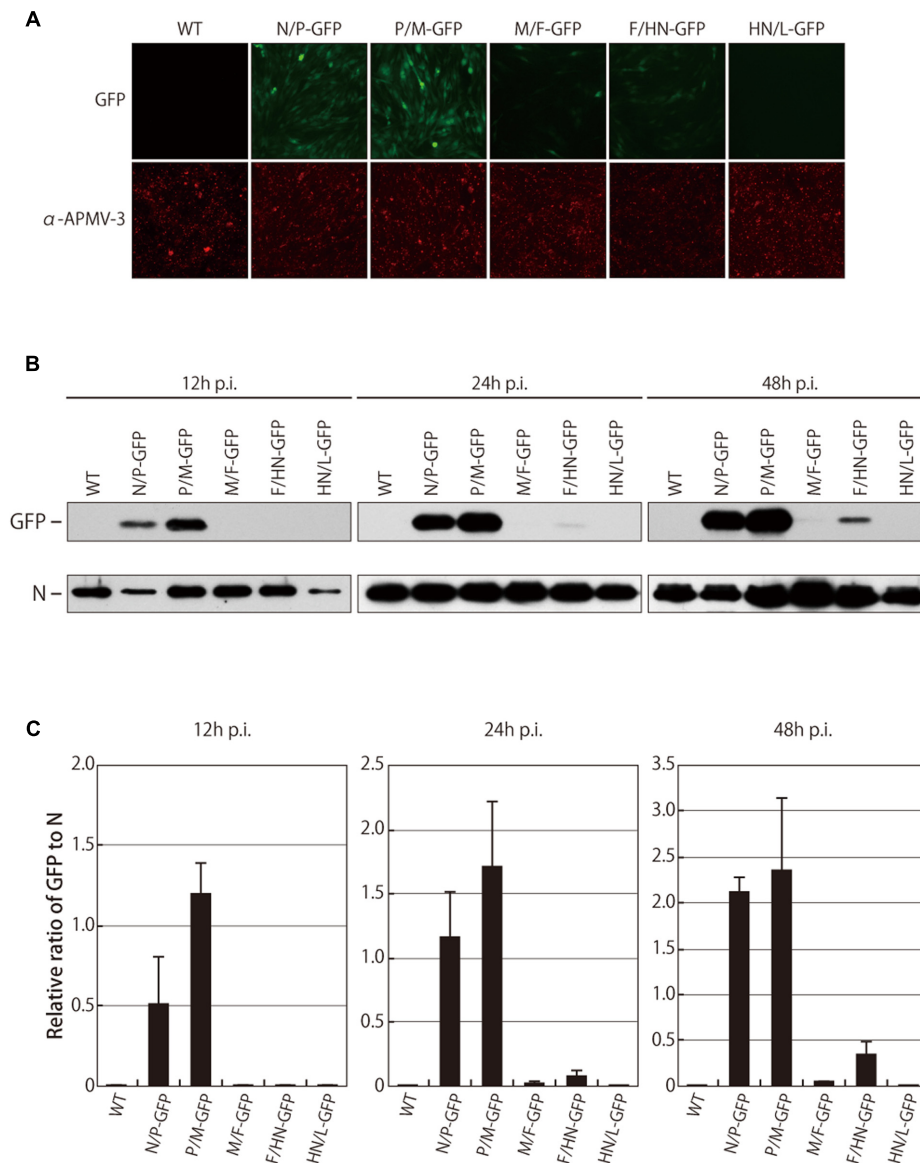 A
WT N/P-GFP P/M-GFP M/F-GFP F/HN-GFP HN/L-GFP
GFP
α-APMV-3
B
12h p.i. 24h p.i. 48h p.i.
WT N/P-GFP P/M-GFP M/F-GFP F/HN-GFP HN/L-GFP WT N/P-GFP P/M-GFP M/F-GFP F/HN-GFP HN/L-GFP WT N/P-GFP P/M-GFP M/F-GFP F/HN-GFP HN/L-GFP
GFP –
N –
C
12h p.i. 24h p.i. 48h p.i.
Relative ratio of GFP to N
2.0
1.5
1.0
0.5
0
WT N/P-GFP P/M-GFP M/F-GFP F/HN-GFP HN/L-GFP
2.5
2.0
1.5
1.0
0.5
0
WT N/P-GFP P/M-GFP M/F-GFP F/HN-GFP HN/L-GFP
3.5
3.0
2.5
2.0
1.5
1.0
0.5
0
WT N/P-GFP P/M-GFP M/F-GFP F/HN-GFP HN/L-GFP